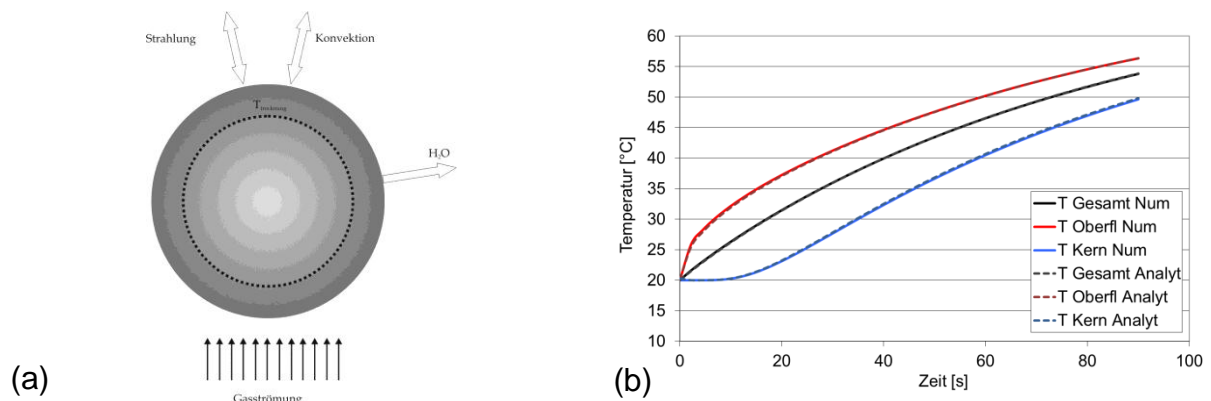 Strahlung
Konvektion
H₂O
Gasströmung
(a)
60
55
50
45
40
35
30
25
20
15
10
Temperatur [°C]
0
20
40
60
80
100
Zeit [s]
T Gesamt Num
T Oberfl Num
T Kern Num
T Gesamt Analyt
T Oberfl Analyt
T Kern Analyt
(b)